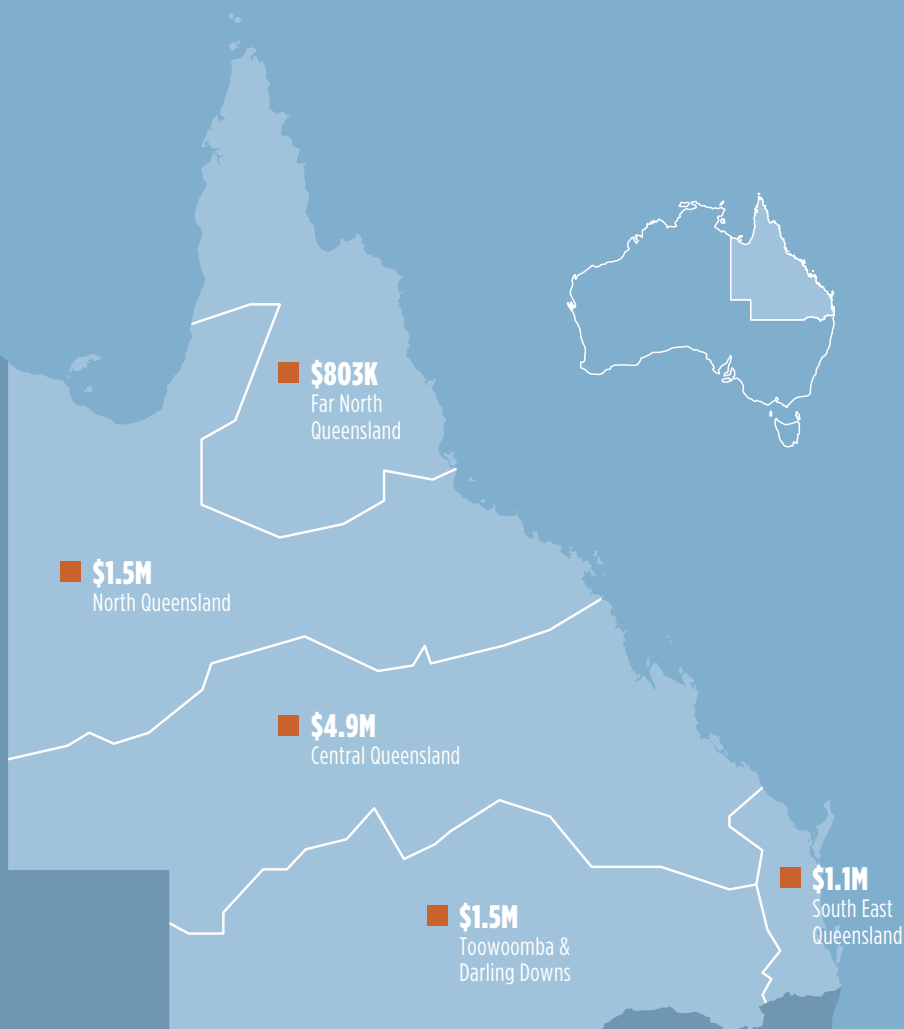 $803K
Far North
Queensland
$1.5M
North Queensland
$4.9M
Central Queensland
$1.1M
South East
Queensland
$1.5M
Toowoomba &
Darling Downs